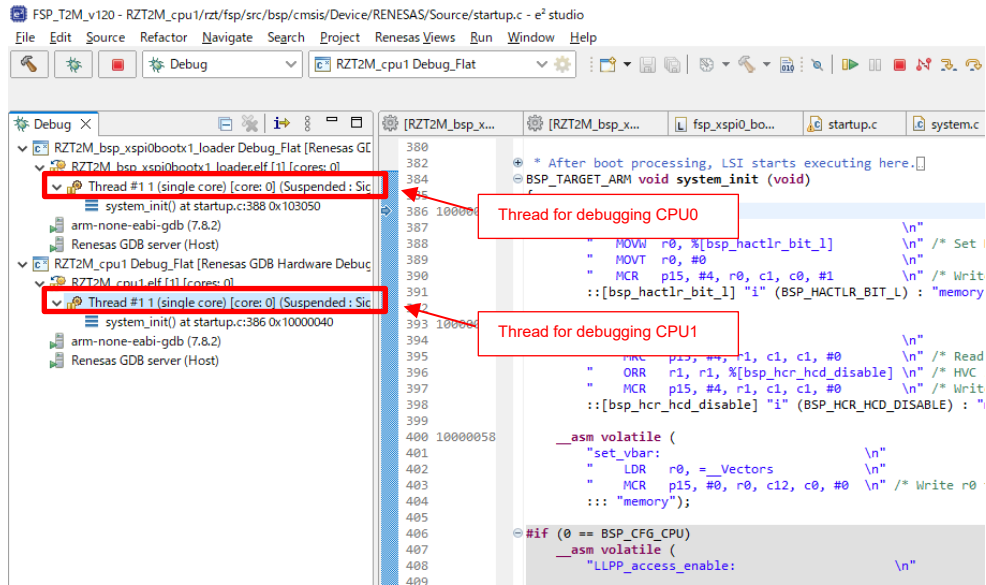 FSP_T2M_v120 - RZT2M_cpu1/rzt/fsp/src/bsp/cmsis/Device/RENESAS/Source/startup.c - e² studio
File Edit Source Refactor Navigate Search Project Renesas Views Run Window Help
Debug RZT2M_cpu1 Debug_Flat
Debug [RZT2M_bsp_x... [RZT2M_bsp_x... fsp_xspi0_bo... startup.c system.c
RZT2M_bsp_xspi0bootx1_loader Debug_Flat [Renesas GD
RZT2M_bsp_xspi0bootx1_loader.elf [1] [cores: 0]
Thread #1 1 (single core) [core: 0] (Suspended : Sig
system_init() at startup.c:388 0x103050
arm-none-eabi-gdb (7.8.2)
Renesas GDB server (Host)
RZT2M_cpu1 Debug_Flat [Renesas GDB Hardware Debug
RZT2M_cpu1.elf [1] [cores: 0]
Thread #1 1 (single core) [core: 0] (Suspended : Sig
system_init() at startup.c:386 0x10000040
arm-none-eabi-gdb (7.8.2)
Renesas GDB server (Host)
Thread for debugging CPU0
Thread for debugging CPU1
380
382 * After boot processing, LSI starts executing here.
384 BSP_TARGET_ARM void system_init (void)
385 {
386
387 \n"
388 " MOVW r0, %[bsp_hactlr_bit_l] \n" /* Set
389 " MOVT r0, #0 \n"
390 " MCR p15, #4, r0, c1, c0, #1 \n" /* Writ
391 ::[bsp_hactlr_bit_l] "i" (BSP_HACTLR_BIT_L) : "memory
392
393
394 \n"
395 MRC p15, #4, r1, c1, c1, #0 \n" /* Read
396 " ORR r1, r1, %[bsp_hcr_hcd_disable] \n" /* HVC
397 " MCR p15, #4, r1, c1, c1, #0 \n" /* Writ
398 ::[bsp_hcr_hcd_disable] "i" (BSP_HCR_HCD_DISABLE) :
399
400 10000058 __asm volatile (
401 "set_vbar: \n"
402 " LDR r0, =__Vectors \n"
403 " MCR p15, #0, r0, c12, c0, #0 \n" /* Write r0
404 ::: "memory");
405
406 #if (0 == BSP_CFG_CPU)
407 __asm volatile (
408 "LLPP_access_enable: \n"
409